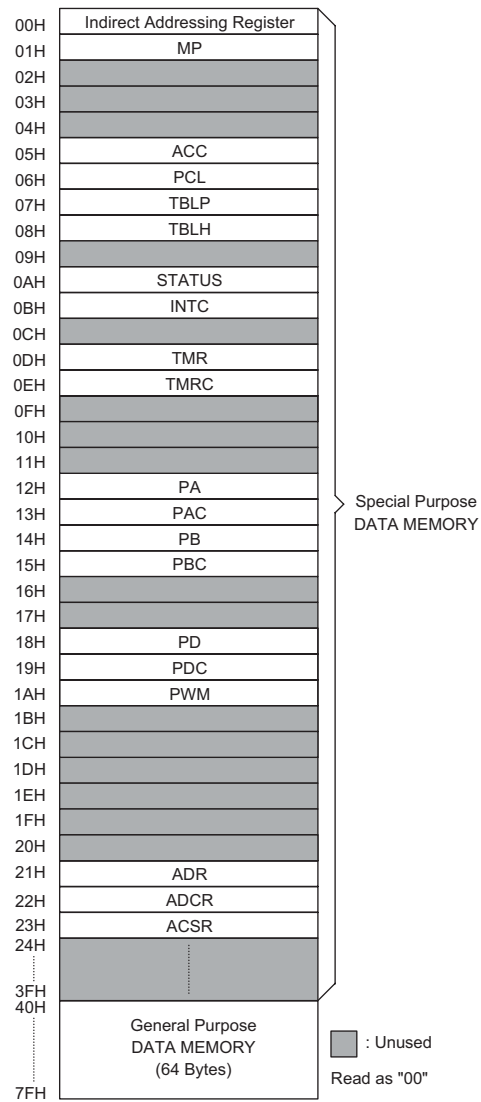 00H Indirect Addressing Register
01H MP
02H
03H
04H
05H ACC
06H PCL
07H TBLP
08H TBLH
09H
0AH STATUS
0BH INTC
0CH
0DH TMR
0EH TMRC
0FH
10H
11H
12H PA
13H PAC
14H PB
15H PBC
16H
17H
18H PD
19H PDC
1AH PWM
1BH
1CH
1DH
1EH
1FH
20H
21H ADR
22H ADCR
23H ACSR
24H
3FH
40H
General Purpose
DATA MEMORY
(64 Bytes)
7FH
Special Purpose
DATA MEMORY
: Unused
Read as "00"